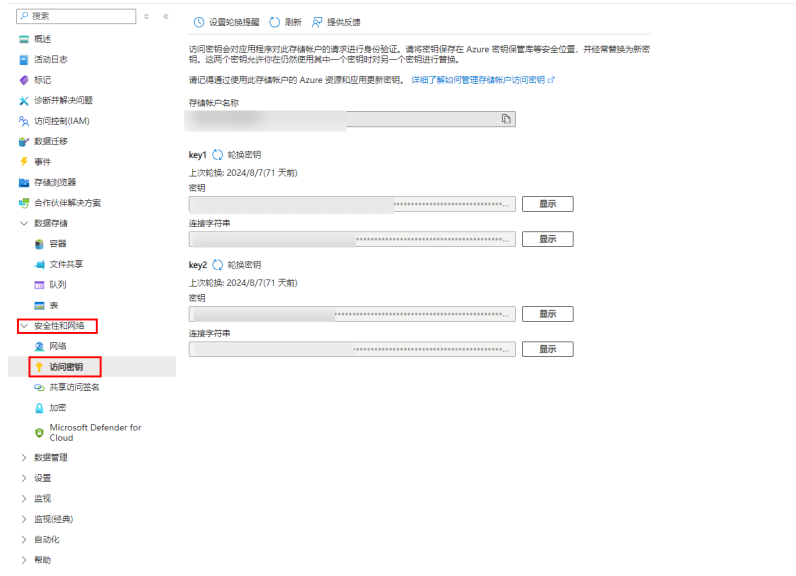 搜索
概述
活动日志
标记
诊断并解决问题
访问控制(IAM)
数据迁移
事件
存储浏览器
合作伙伴解决方案
数据存储
容器
文件共享
队列
表
安全性和网络
网络
访问密钥
共享访问签名
加密
Microsoft Defender for
Cloud
数据管理
设置
监视
监视(经典)
自动化
帮助
设置轮换提醒 刷新 提供反馈
访问密钥会对应用程序对此存储帐户的请求进行身份验证。请将密钥保存在 Azure 密钥保管库等安全位置，并经常替换为新密
钥。这两个密钥允许你在仍然使用其中一个密钥时对另一个密钥进行替换。
请记得通过使用此存储帐户的 Azure 资源和应用更新密钥。 详细了解如何管理存储帐户访问密钥
存储帐户名称
key1 轮换密钥
上次轮换: 2024/8/7(71 天前)
密钥
显示
连接字符串
显示
key2 轮换密钥
上次轮换: 2024/8/7(71 天前)
密钥
显示
连接字符串
显示